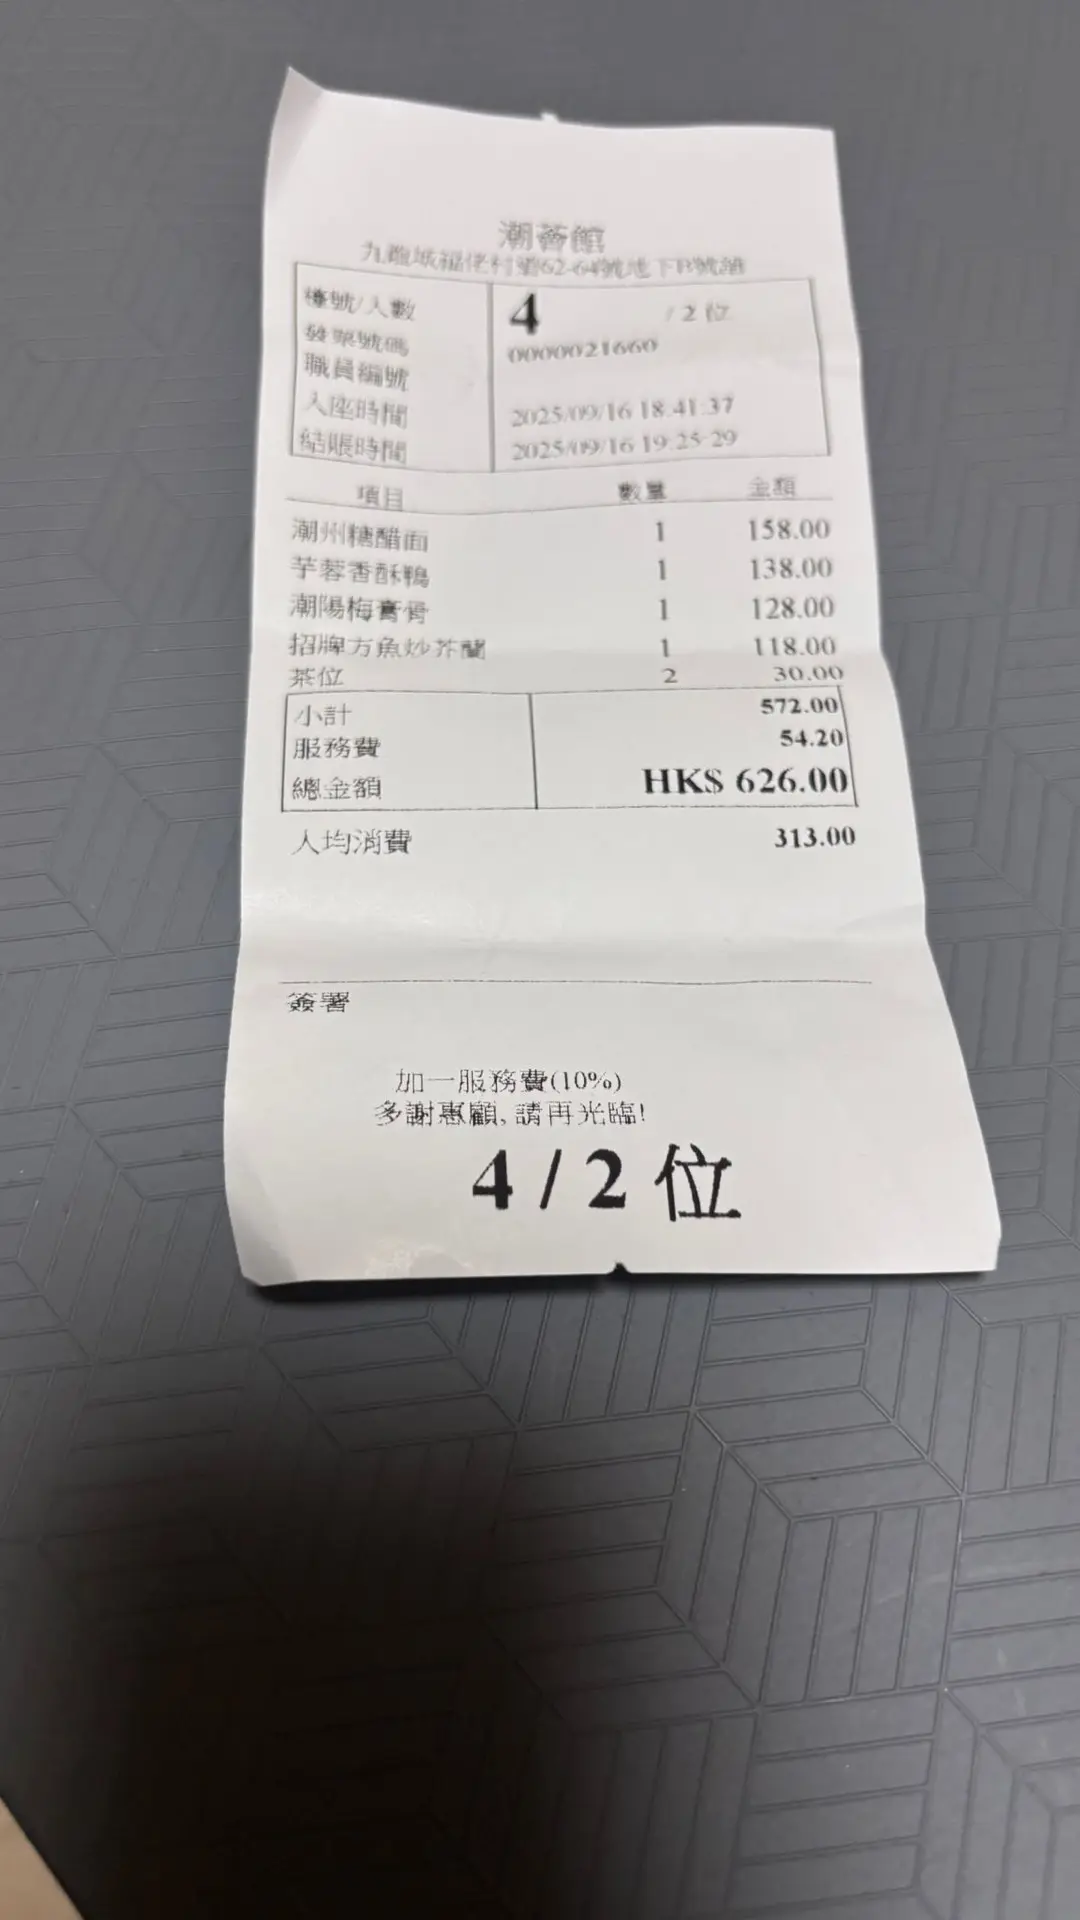 潮薈館
九龍城福佬村道62-64號地下B號舖
檯號/人數 4 / 2 位
發票號碼 0000021660
職員編號
入座時間 2025/09/16 18:41:37
結賬時間 2025/09/16 19:25:29
項目 數量 金額
潮州糖醋面 1 158.00
芋蓉香酥鴨 1 138.00
潮陽梅膏骨 1 128.00
招牌方魚炒芥蘭 1 118.00
茶位 2 30.00
小計 572.00
服務費 54.20
總金額 HK$ 626.00
人均消費 313.00
簽署
加一服務費(10%)
多謝惠顧, 請再光臨!
4 / 2 位